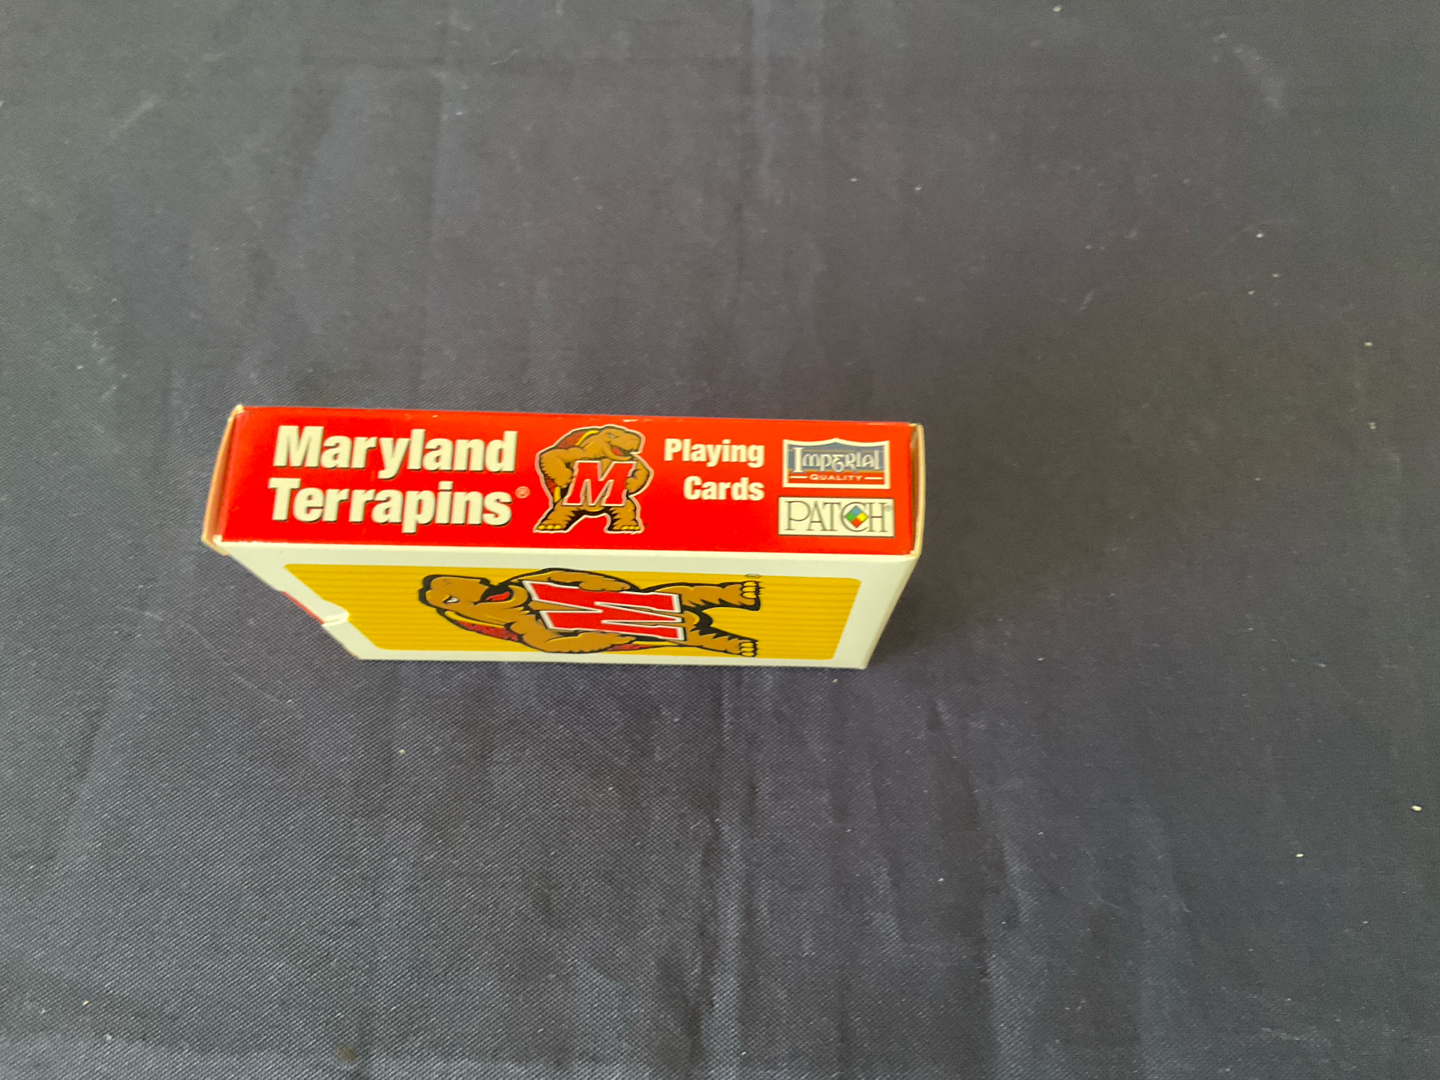 Maryland
Terrapins®
M
Playing
Cards
IMPERIAL
QUALITY
PATCH®
M